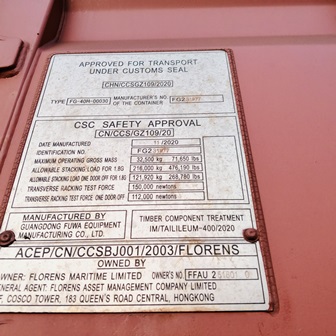 APPROVED FOR TRANSPORT
UNDER CUSTOMS SEAL
CHN/CCSGZ109/2020
TYPE FG-40R-00035 MANUFACTURER'S NO. OF THE CONTAINER
CSC SAFETY APPROVAL
CN/CCS/GZ109/20
DATE MANUFACTURED 11/2020
IDENTIFICATION NO.
MAXIMUM OPERATING GROSS MASS 32,500 kg 71,650 lbs
ALLOWABLE STACKING LOAD FOR 1.8G 216,000 kg 476,190 lbs
ALLOWABLE STACKING LOAD ONE DOOR OFF FOR 1.8G 121,920 kg 268,780 lbs
TRANSVERSE RACKING TEST FORCE 150,000 newtons
TRANSVERSE RACKING TEST FORCE ONE DOOR OFF 112,000 newtons
MANUFACTURED BY
GUANGDONG FUWA EQUIPMENT
MANUFACTURING CO., LTD.
TIMBER COMPONENT TREATMENT
IM/TAILILEUM-400/2020
ACEP/CN/CCSBJ001/2003/FLORENS
OWNED BY
OWNER: FLORENS MARITIME LIMITED OWNER'S NO. FFAU
GENERAL AGENT: FLORENS ASSET MANAGEMENT COMPANY LIMITED
COSCO TOWER, 183 QUEEN'S ROAD CENTRAL, HONGKONG